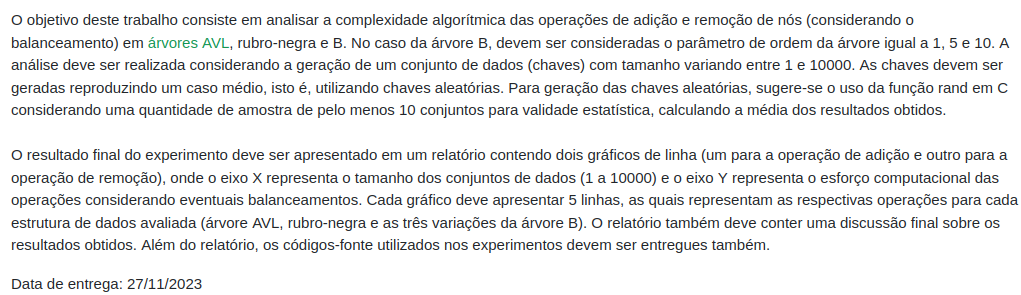 O objetivo deste trabalho consiste em analisar a complexidade algorítmica das operações de adição e remoção de nós (considerando o
balanceamento) em árvores AVL, rubro-negra e B. No caso da árvore B, devem ser consideradas o parâmetro de ordem da árvore igual a 1, 5 e 10. A
análise deve ser realizada considerando a geração de um conjunto de dados (chaves) com tamanho variando entre 1 e 10000. As chaves devem ser
geradas reproduzindo um caso médio, isto é, utilizando chaves aleatórias. Para geração das chaves aleatórias, sugere-se o uso da função rand em C
considerando uma quantidade de amostra de pelo menos 10 conjuntos para validade estatística, calculando a média dos resultados obtidos.
O resultado final do experimento deve ser apresentado em um relatório contendo dois gráficos de linha (um para a operação de adição e outro para a
operação de remoção), onde o eixo X representa o tamanho dos conjuntos de dados (1 a 10000) e o eixo Y representa o esforço computacional das
operações considerando eventuais balanceamentos. Cada gráfico deve apresentar 5 linhas, as quais representam as respectivas operações para cada
estrutura de dados avaliada (árvore AVL, rubro-negra e as três variações da árvore B). O relatório também deve conter uma discussão final sobre os
resultados obtidos. Além do relatório, os códigos-fonte utilizados nos experimentos devem ser entregues também.
Data de entrega: 27/11/2023